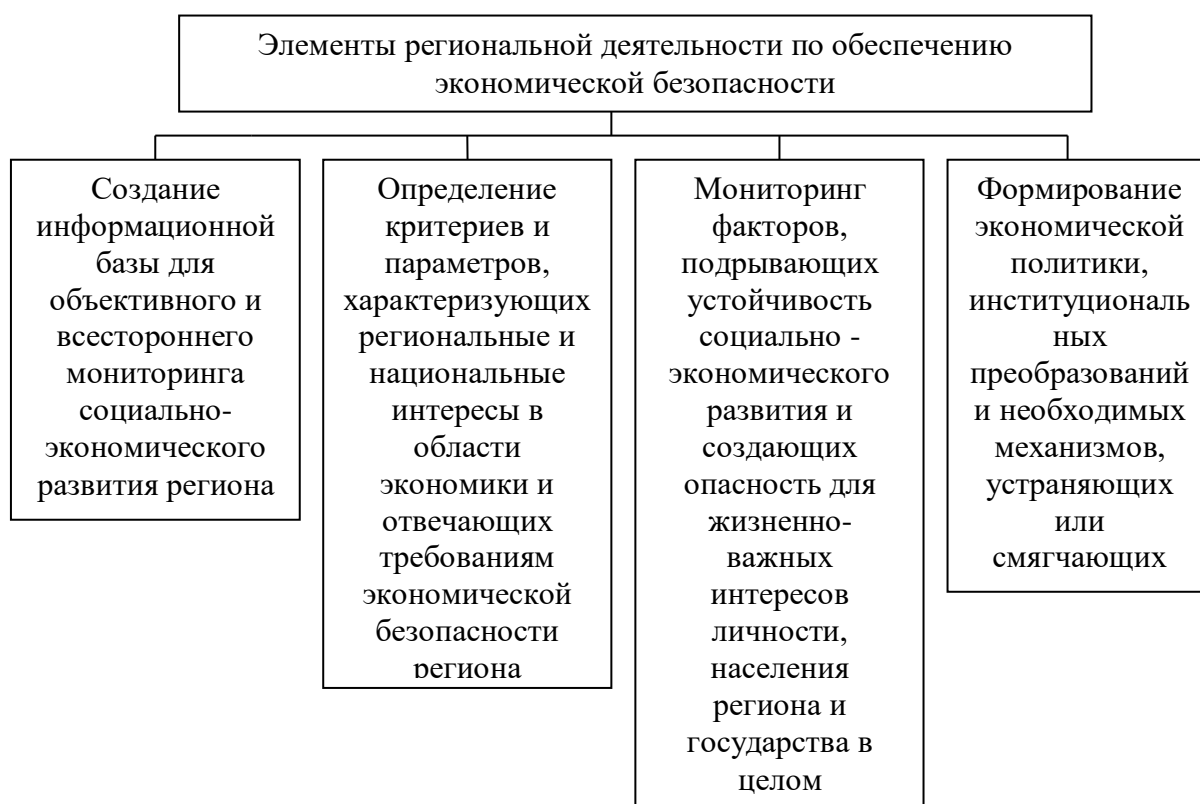 Элементы региональной деятельности по обеспечению
экономической безопасности
Создание
информационной
базы для
объективного и
всестороннего
мониторинга
социально-
экономического
развития региона
Определение
критериев и
параметров,
характеризующих
региональные и
национальные
интересы в
области
экономики и
отвечающих
требованиям
экономической
безопасности
региона
Мониторинг
факторов,
подрывающих
устойчивость
социально -
экономического
развития и
создающих
опасность для
жизненно-
важных
интересов
личности,
населения
региона и
государства в
целом
Формирование
экономической
политики,
институциональ
ных
преобразований
и необходимых
механизмов,
устраняющих
или
смягчающих